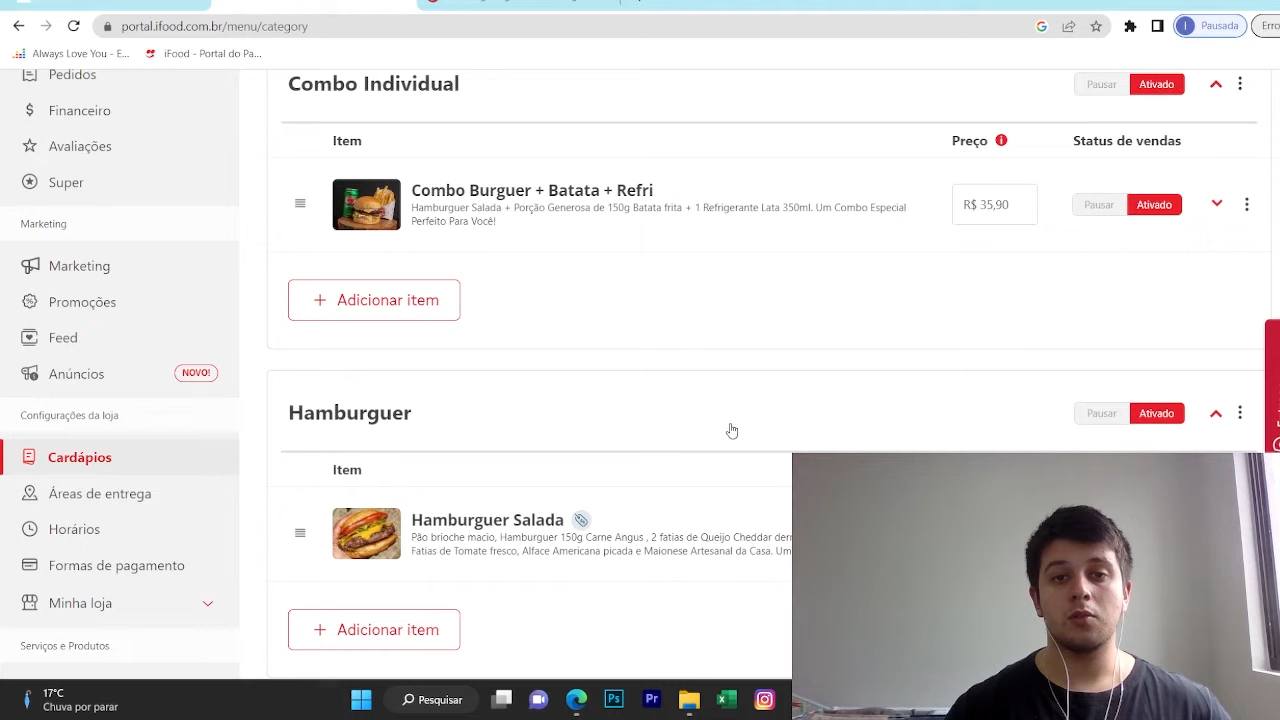 portal.ifood.com.br/menu/category
Pausada
Erro
Always Love You - E...
iFood - Portal do Pa...
Pedidos
Financeiro
Avaliações
Super
Marketing
Marketing
Promoções
Feed
Anúncios
NOVO!
Configurações da loja
Cardápios
Áreas de entrega
Horários
Formas de pagamento
Minha loja
Serviços e Produtos
Combo Individual
Pausar Ativado
Item
Preço
Status de vendas
Combo Burguer + Batata + Refri
Hamburguer Salada + Porção Generosa de 150g Batata frita + 1 Refrigerante Lata 350ml. Um Combo Especial
Perfeito Para Você!
R$ 35,90
Pausar Ativado
+ Adicionar item
Hamburguer
Pausar Ativado
Item
Hamburguer Salada
Pão brioche macio, Hamburguer 150g Carne Angus , 2 fatias de Queijo Cheddar derr
Fatias de Tomate fresco, Alface Americana picada e Maionese Artesanal da Casa. Um
+ Adicionar item
17°C
Chuva por parar
Pesquisar
Ps
Pr